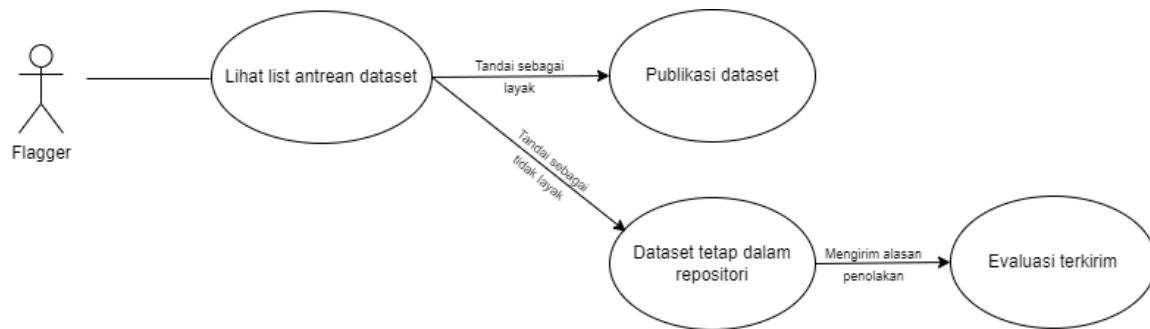 Flagger
Lihat list antrean dataset
Tandai sebagai
layak
Publikasi dataset
Tandai sebagai
tidak layak
Dataset tetap dalam
repositori
Mengirim alasan
penolakan
Evaluasi terkirim